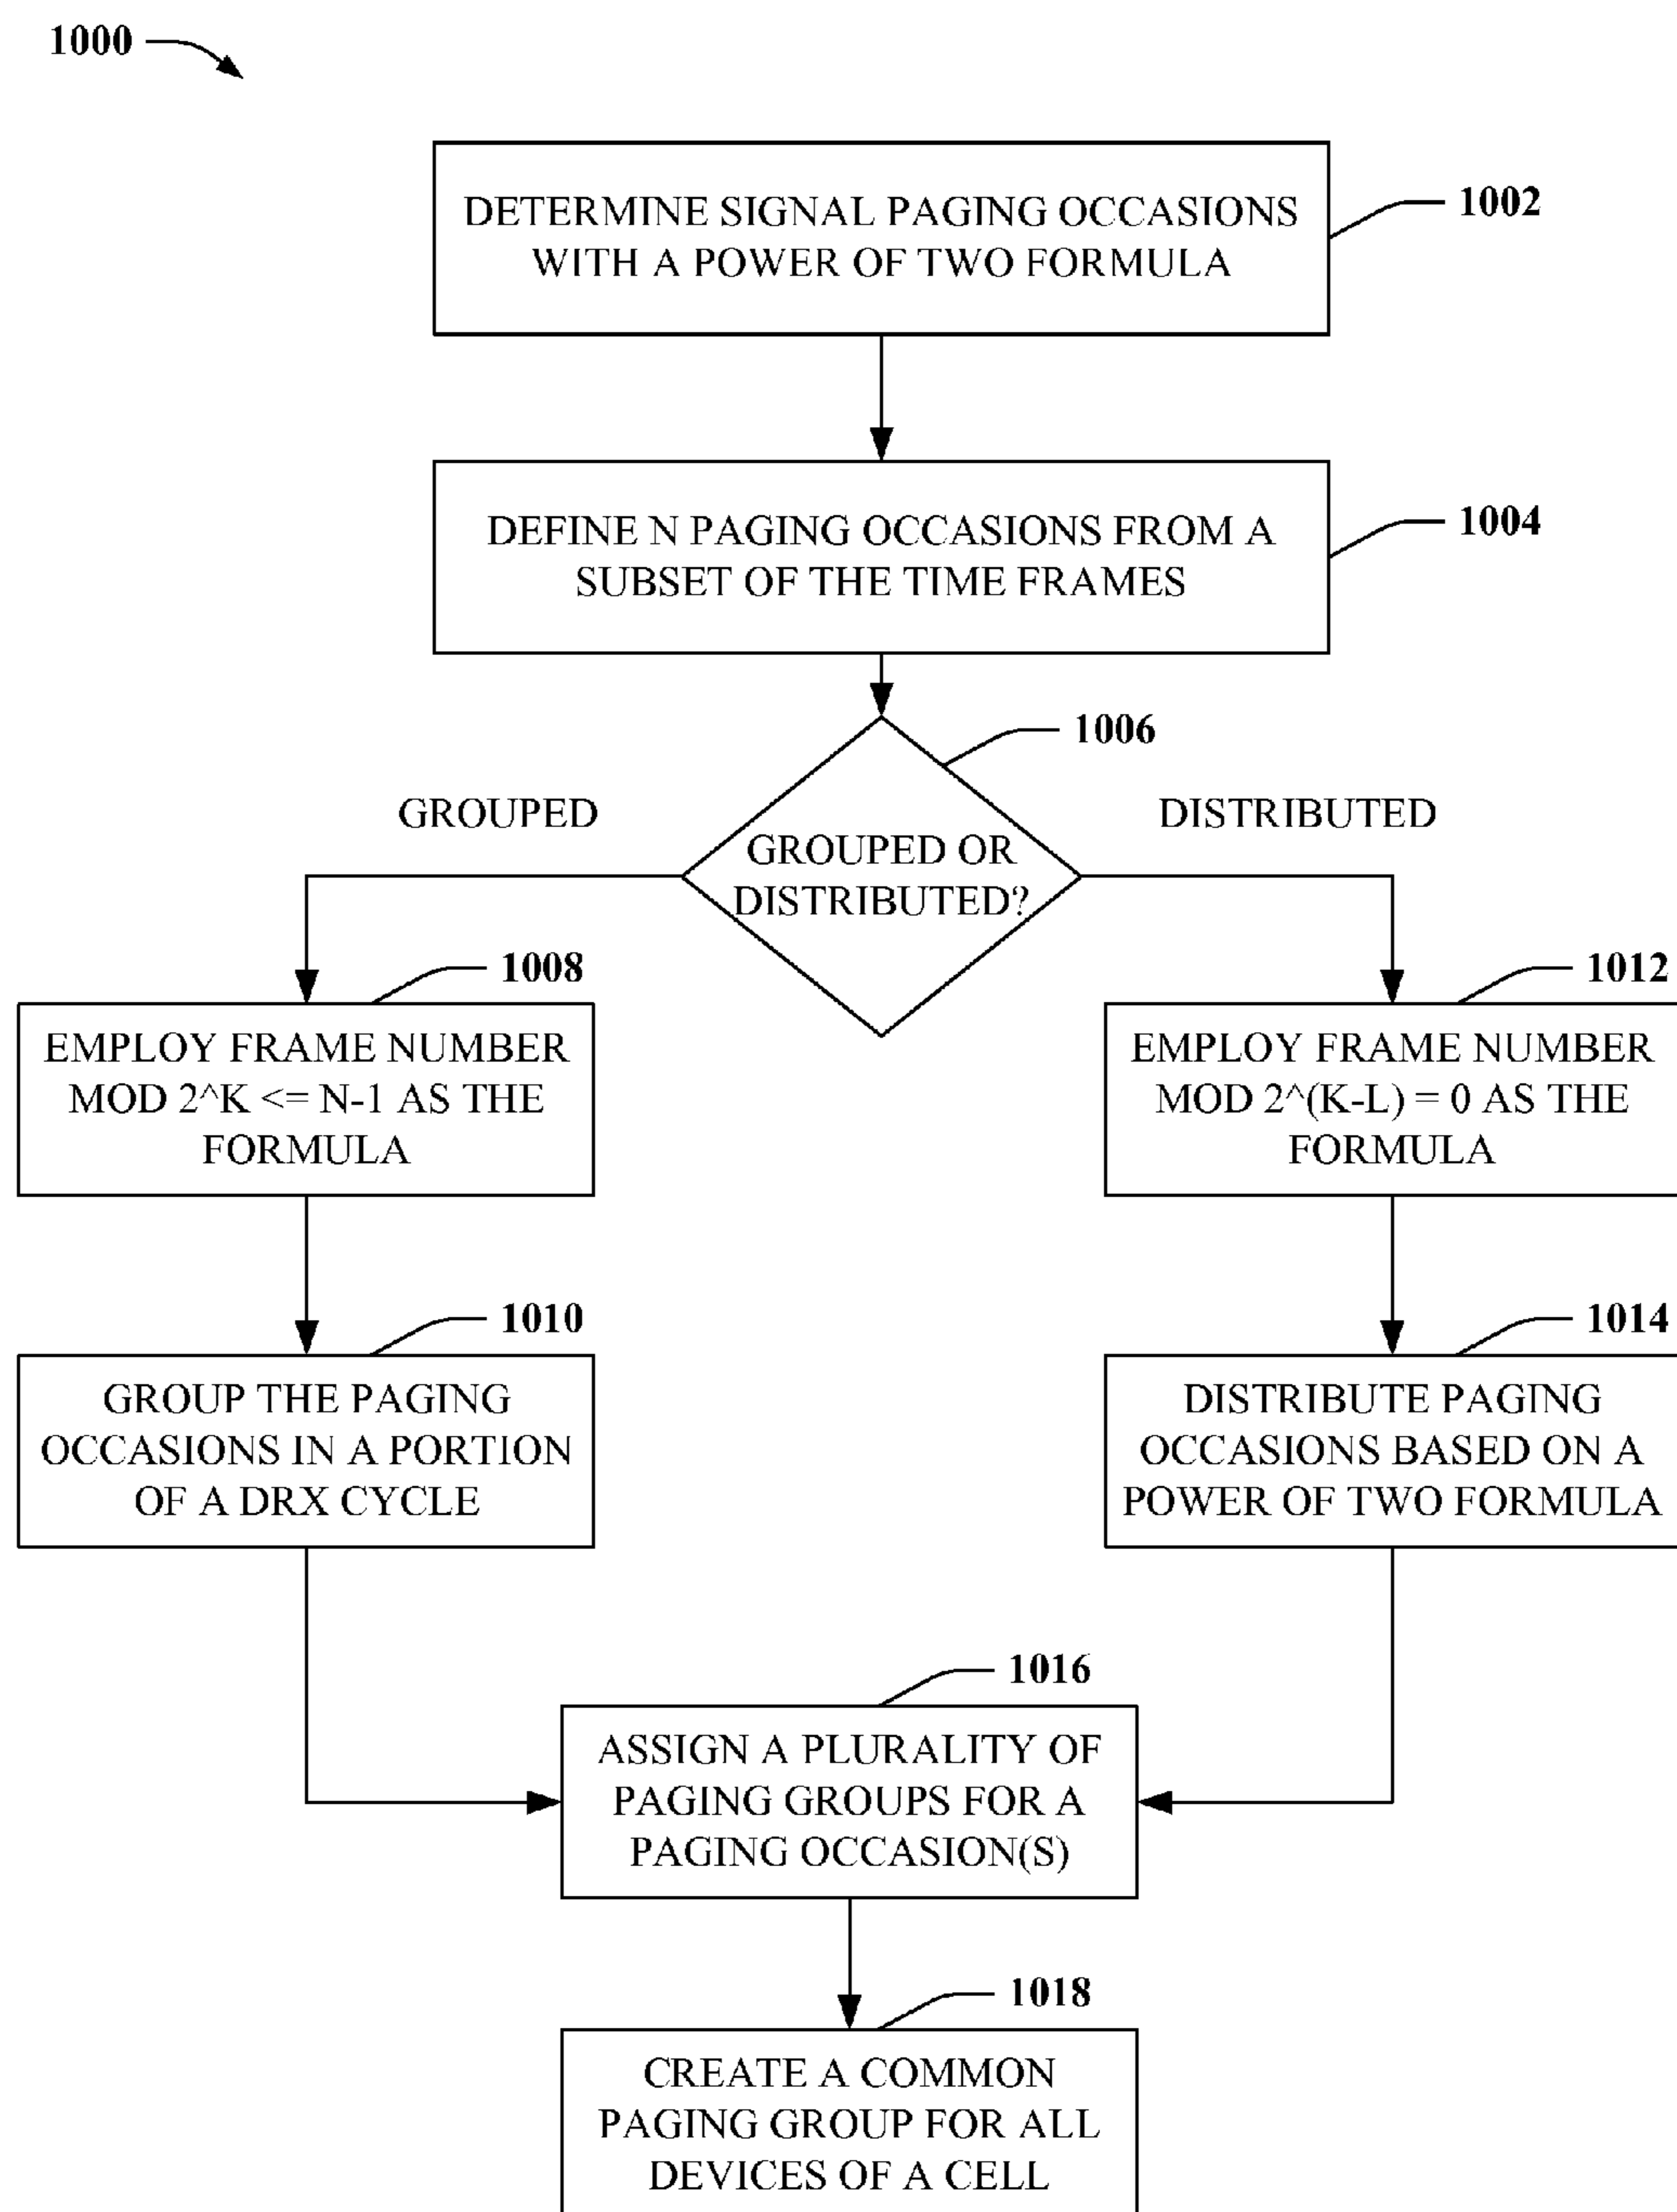 1000
DETERMINE SIGNAL PAGING OCCASIONS
WITH A POWER OF TWO FORMULA
1002
DEFINE N PAGING OCCASIONS FROM A
SUBSET OF THE TIME FRAMES
1004
1006
GROUPED
DISTRIBUTED
GROUPED OR
DISTRIBUTED?
1008
EMPLOY FRAME NUMBER
MOD 2^K <= N-1 AS THE
FORMULA
1012
EMPLOY FRAME NUMBER
MOD 2^(K-L) = 0 AS THE
FORMULA
1010
GROUP THE PAGING
OCCASIONS IN A PORTION
OF A DRX CYCLE
1014
DISTRIBUTE PAGING
OCCASIONS BASED ON A
POWER OF TWO FORMULA
1016
ASSIGN A PLURALITY OF
PAGING GROUPS FOR A
PAGING OCCASION(S)
1018
CREATE A COMMON
PAGING GROUP FOR ALL
DEVICES OF A CELL